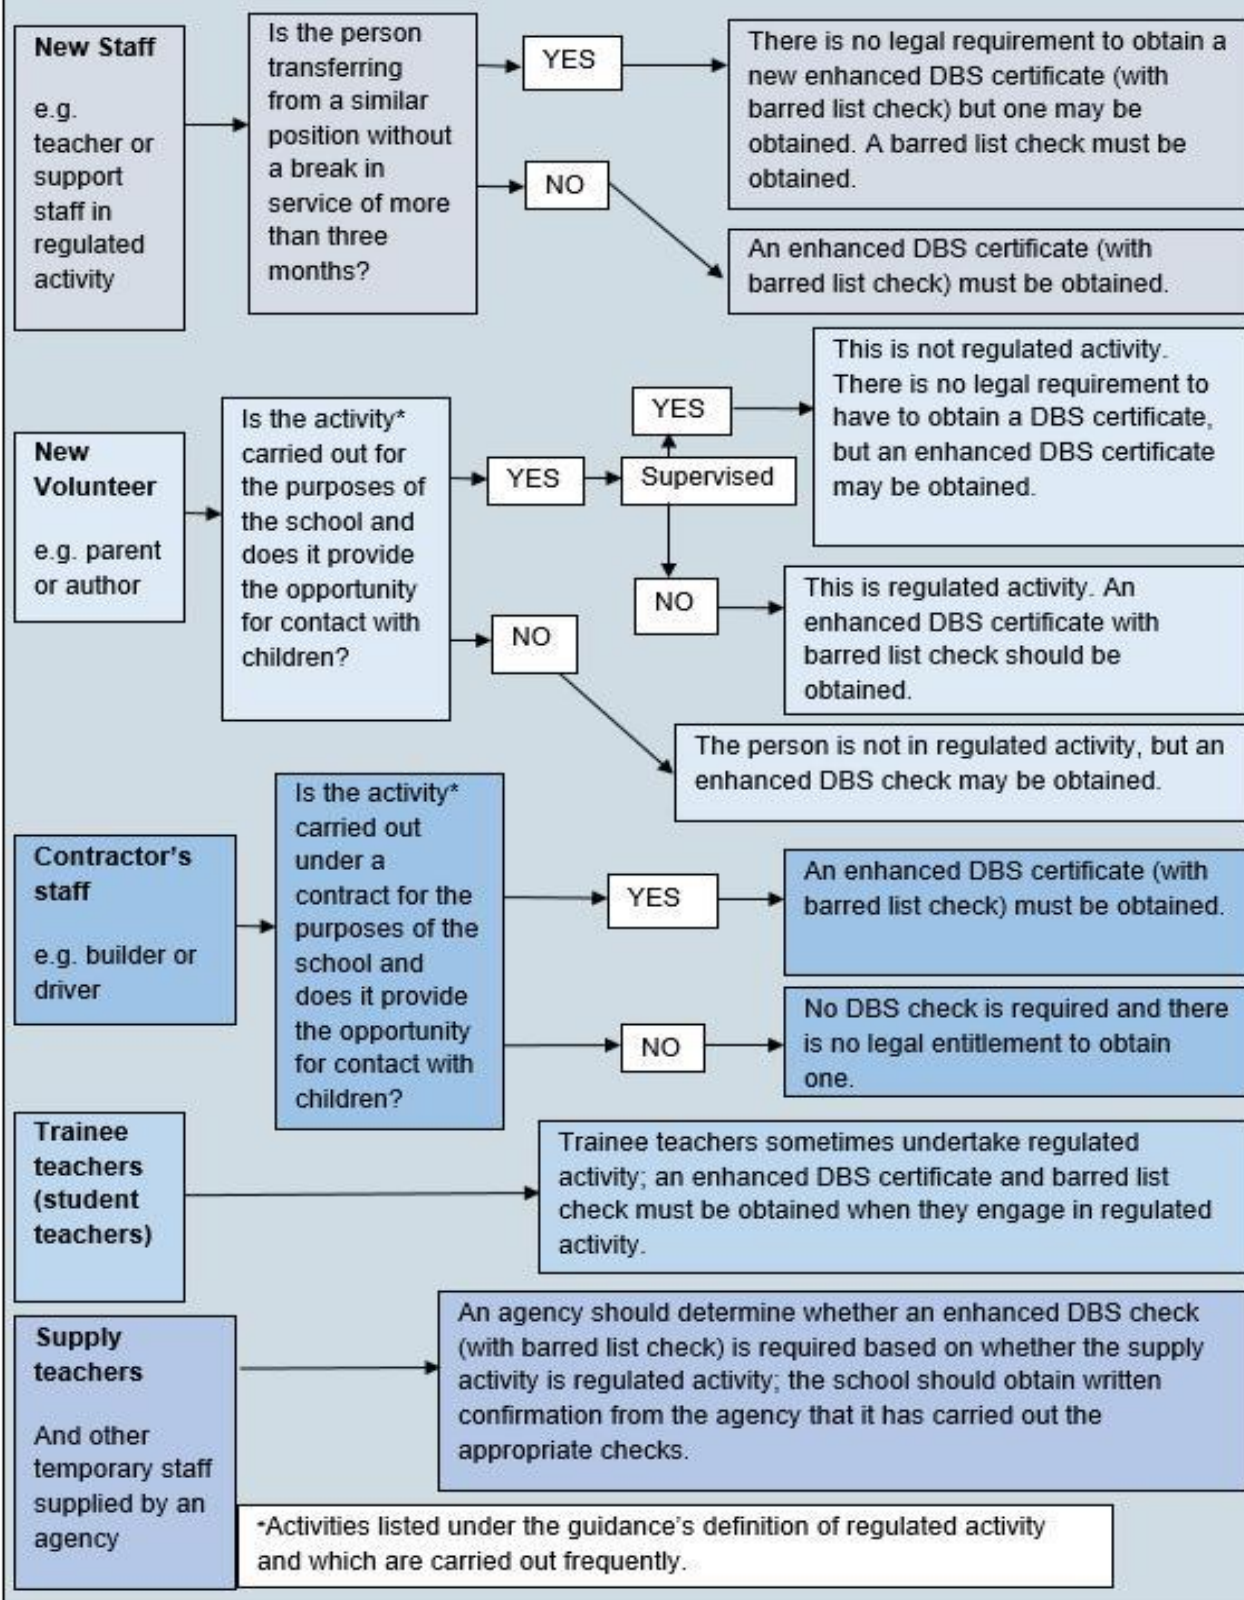 New Staff
e.g.
teacher or
support
staff in
regulated
activity
Is the person
transferring
from a similar
position without
a break in
service of more
than three
months?
YES
There is no legal requirement to obtain a
new enhanced DBS certificate (with
barred list check) but one may be
obtained. A barred list check must be
obtained.
NO
An enhanced DBS certificate (with
barred list check) must be obtained.
New
Volunteer
e.g. parent
or author
Is the activity*
carried out for
the purposes of
the school and
does it provide
the opportunity
for contact with
children?
YES
Supervised
YES
This is not regulated activity.
There is no legal requirement to
have to obtain a DBS certificate,
but an enhanced DBS certificate
may be obtained.
NO
This is regulated activity. An
enhanced DBS certificate with
barred list check should be
obtained.
NO
The person is not in regulated activity, but an
enhanced DBS check may be obtained.
Contractor's
staff
e.g. builder or
driver
Is the activity*
carried out
under a
contract for the
purposes of the
school and
does it provide
the opportunity
for contact with
children?
YES
An enhanced DBS certificate (with
barred list check) must be obtained.
NO
No DBS check is required and there
is no legal entitlement to obtain
one.
Trainee
teachers
(student
teachers)
Trainee teachers sometimes undertake regulated
activity; an enhanced DBS certificate and barred list
check must be obtained when they engage in regulated
activity.
Supply
teachers
And other
temporary staff
supplied by an
agency
An agency should determine whether an enhanced DBS check
(with barred list check) is required based on whether the supply
activity is regulated activity; the school should obtain written
confirmation from the agency that it has carried out the
appropriate checks.
*Activities listed under the guidance's definition of regulated activity
and which are carried out frequently.